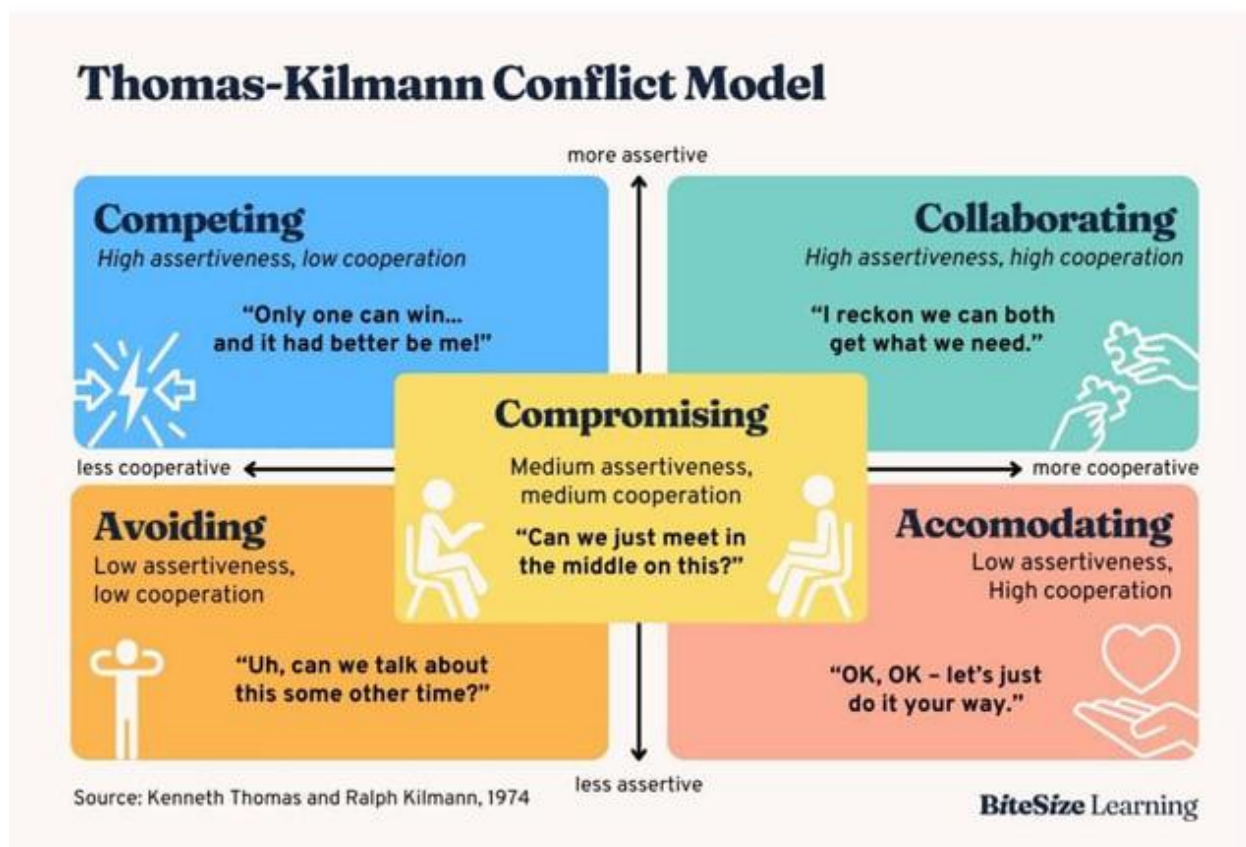 Thomas-Kilmann Conflict Model
more assertive
Competing
High assertiveness, low cooperation
“Only one can win...
and it had better be me!”
Collaborating
High assertiveness, high cooperation
“I reckon we can both
get what we need.”
Compromising
Medium assertiveness,
medium cooperation
“Can we just meet in
the middle on this?”
less cooperative
more cooperative
Avoiding
Low assertiveness,
low cooperation
“Uh, can we talk about
this some other time?”
Accomodating
Low assertiveness,
High cooperation
“OK, OK – let’s just
do it your way.”
less assertive
Source: Kenneth Thomas and Ralph Kilmann, 1974
BiteSize Learning